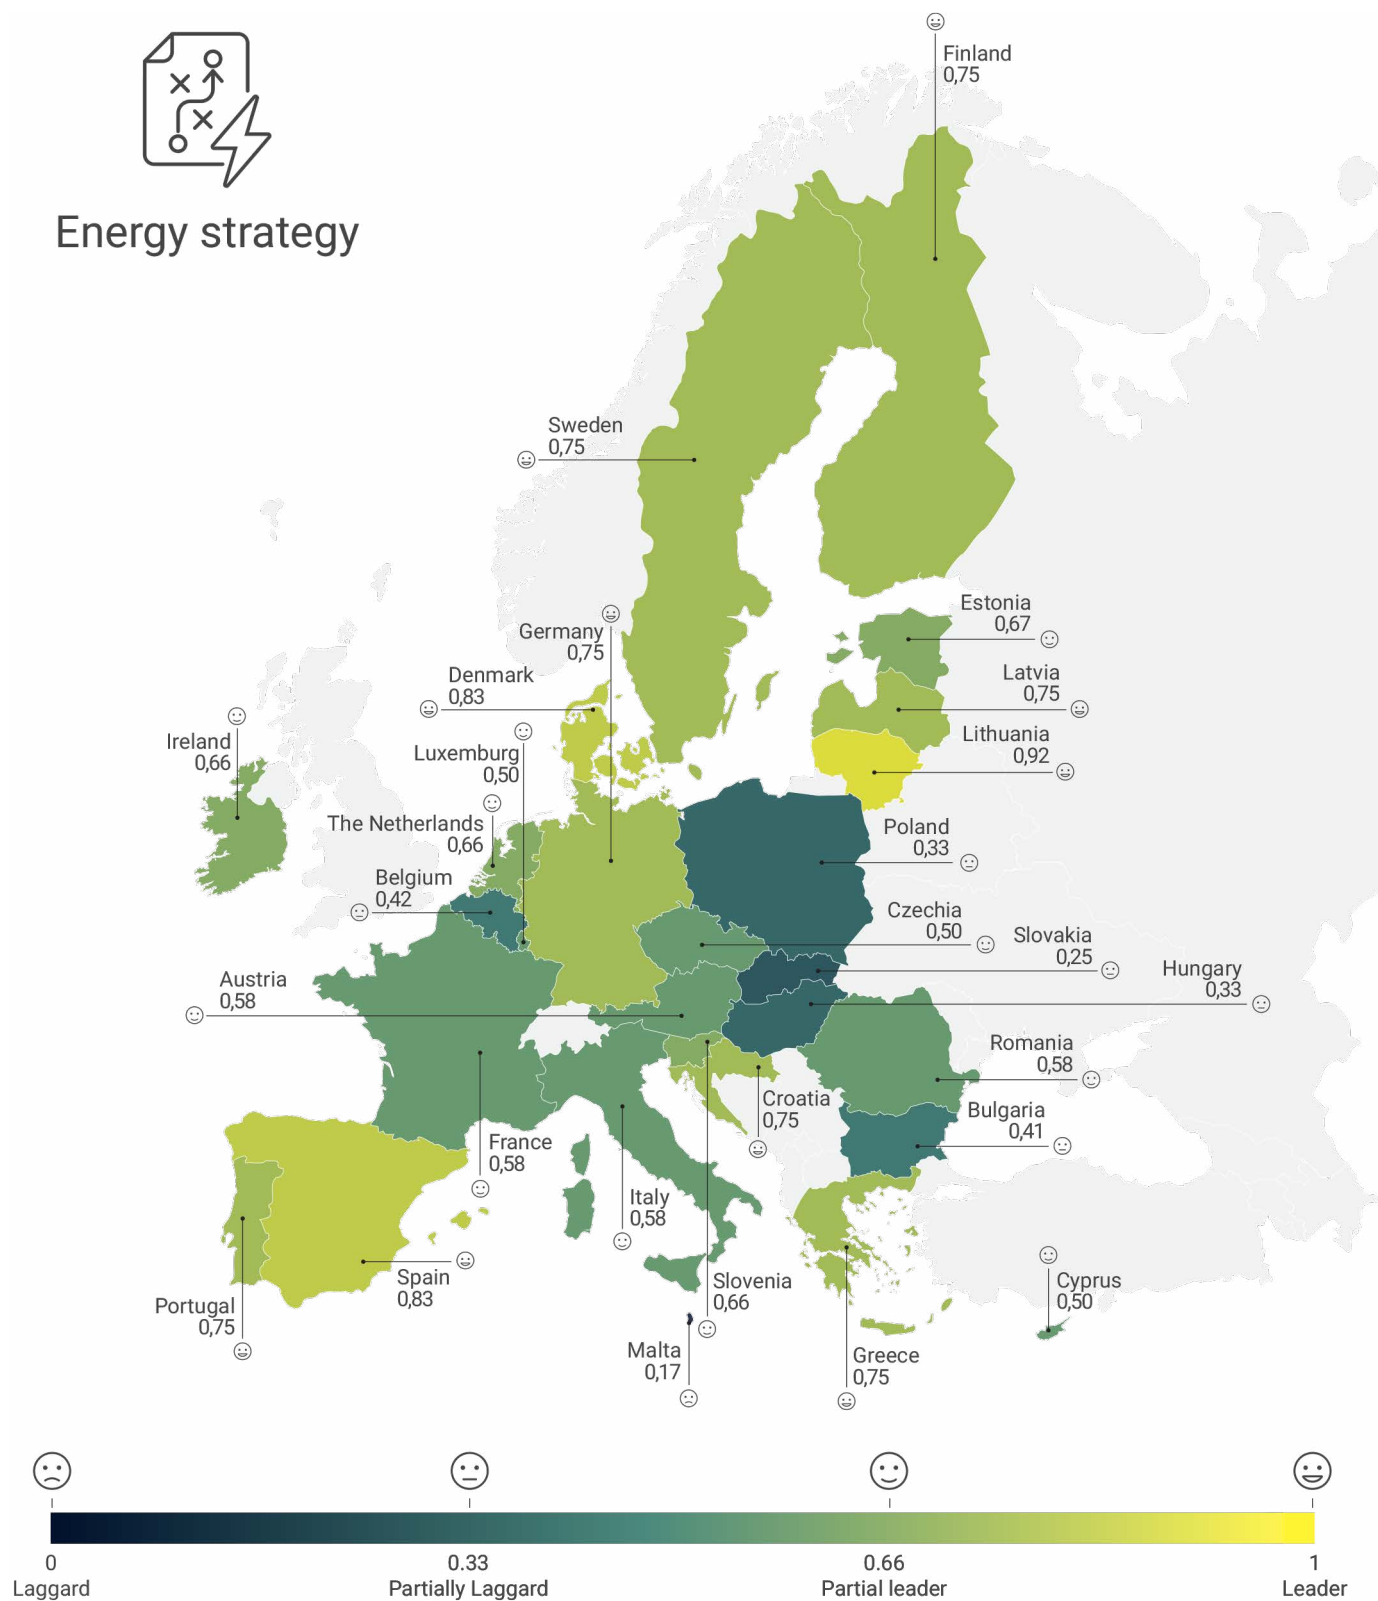 Energy strategy
Finland
0,75
Sweden
0,75
Estonia
0,67
Germany
0,75
Latvia
0,75
Denmark
0,83
Lithuania
0,92
Ireland
0,66
Luxemburg
0,50
The Netherlands
0,66
Poland
0,33
Belgium
0,42
Czechia
0,50
Slovakia
0,25
Hungary
0,33
Austria
0,58
Romania
0,58
Croatia
0,75
Bulgaria
0,41
France
0,58
Italy
0,58
Spain
0,83
Slovenia
0,66
Cyprus
0,50
Portugal
0,75
Malta
0,17
Greece
0,75
0
Laggard
0.33
Partially Laggard
0.66
Partial leader
1
Leader